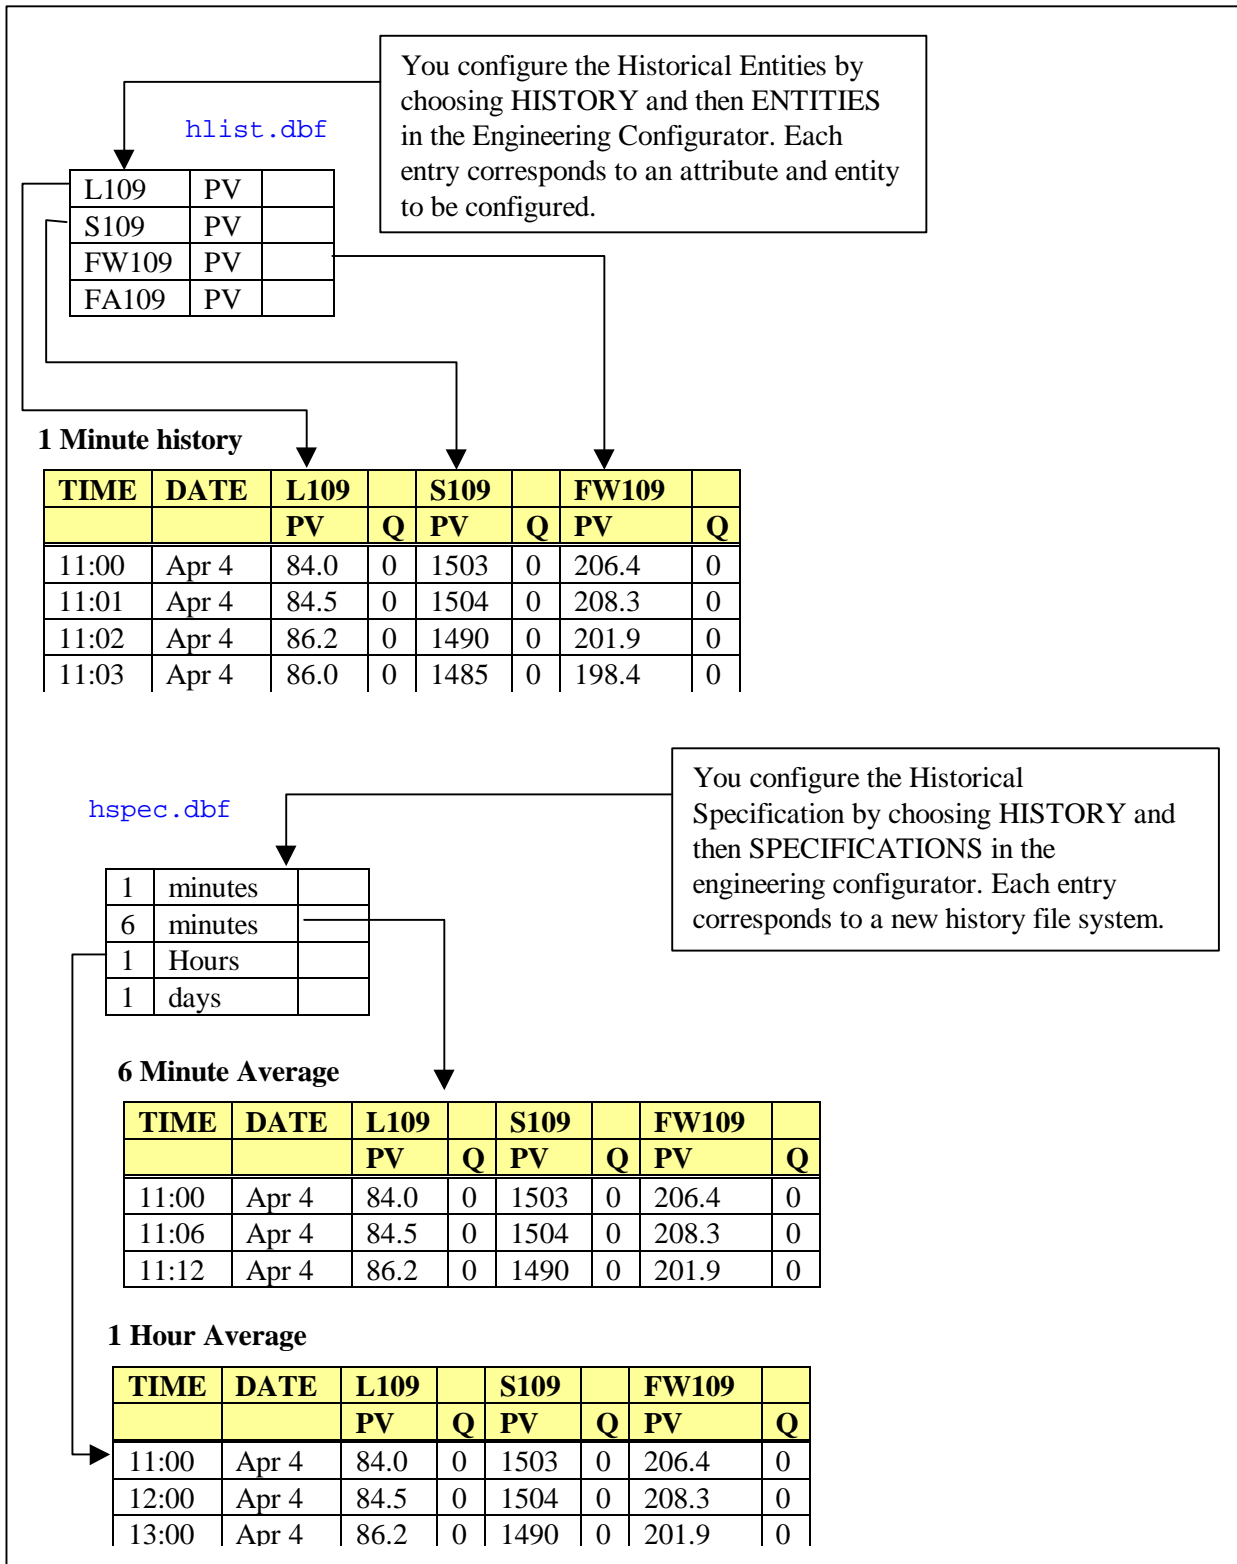 You configure the Historical Entities by
choosing HISTORY and then ENTITIES
in the Engineering Configurator. Each
entry corresponds to an attribute and entity
to be configured.
hlist.dbf
L109 PV
S109 PV
FW109 PV
FA109 PV
1 Minute history
TIME DATE L109 S109 FW109
PV Q PV Q PV Q
11:00 Apr 4 84.0 0 1503 0 206.4 0
11:01 Apr 4 84.5 0 1504 0 208.3 0
11:02 Apr 4 86.2 0 1490 0 201.9 0
11:03 Apr 4 86.0 0 1485 0 198.4 0
You configure the Historical
Specification by choosing HISTORY and
then SPECIFICATIONS in the
engineering configurator. Each entry
corresponds to a new history file system.
hspec.dbf
1 minutes
6 minutes
1 Hours
1 days
6 Minute Average
TIME DATE L109 S109 FW109
PV Q PV Q PV Q
11:00 Apr 4 84.0 0 1503 0 206.4 0
11:06 Apr 4 84.5 0 1504 0 208.3 0
11:12 Apr 4 86.2 0 1490 0 201.9 0
1 Hour Average
TIME DATE L109 S109 FW109
PV Q PV Q PV Q
11:00 Apr 4 84.0 0 1503 0 206.4 0
12:00 Apr 4 84.5 0 1504 0 208.3 0
13:00 Apr 4 86.2 0 1490 0 201.9 0